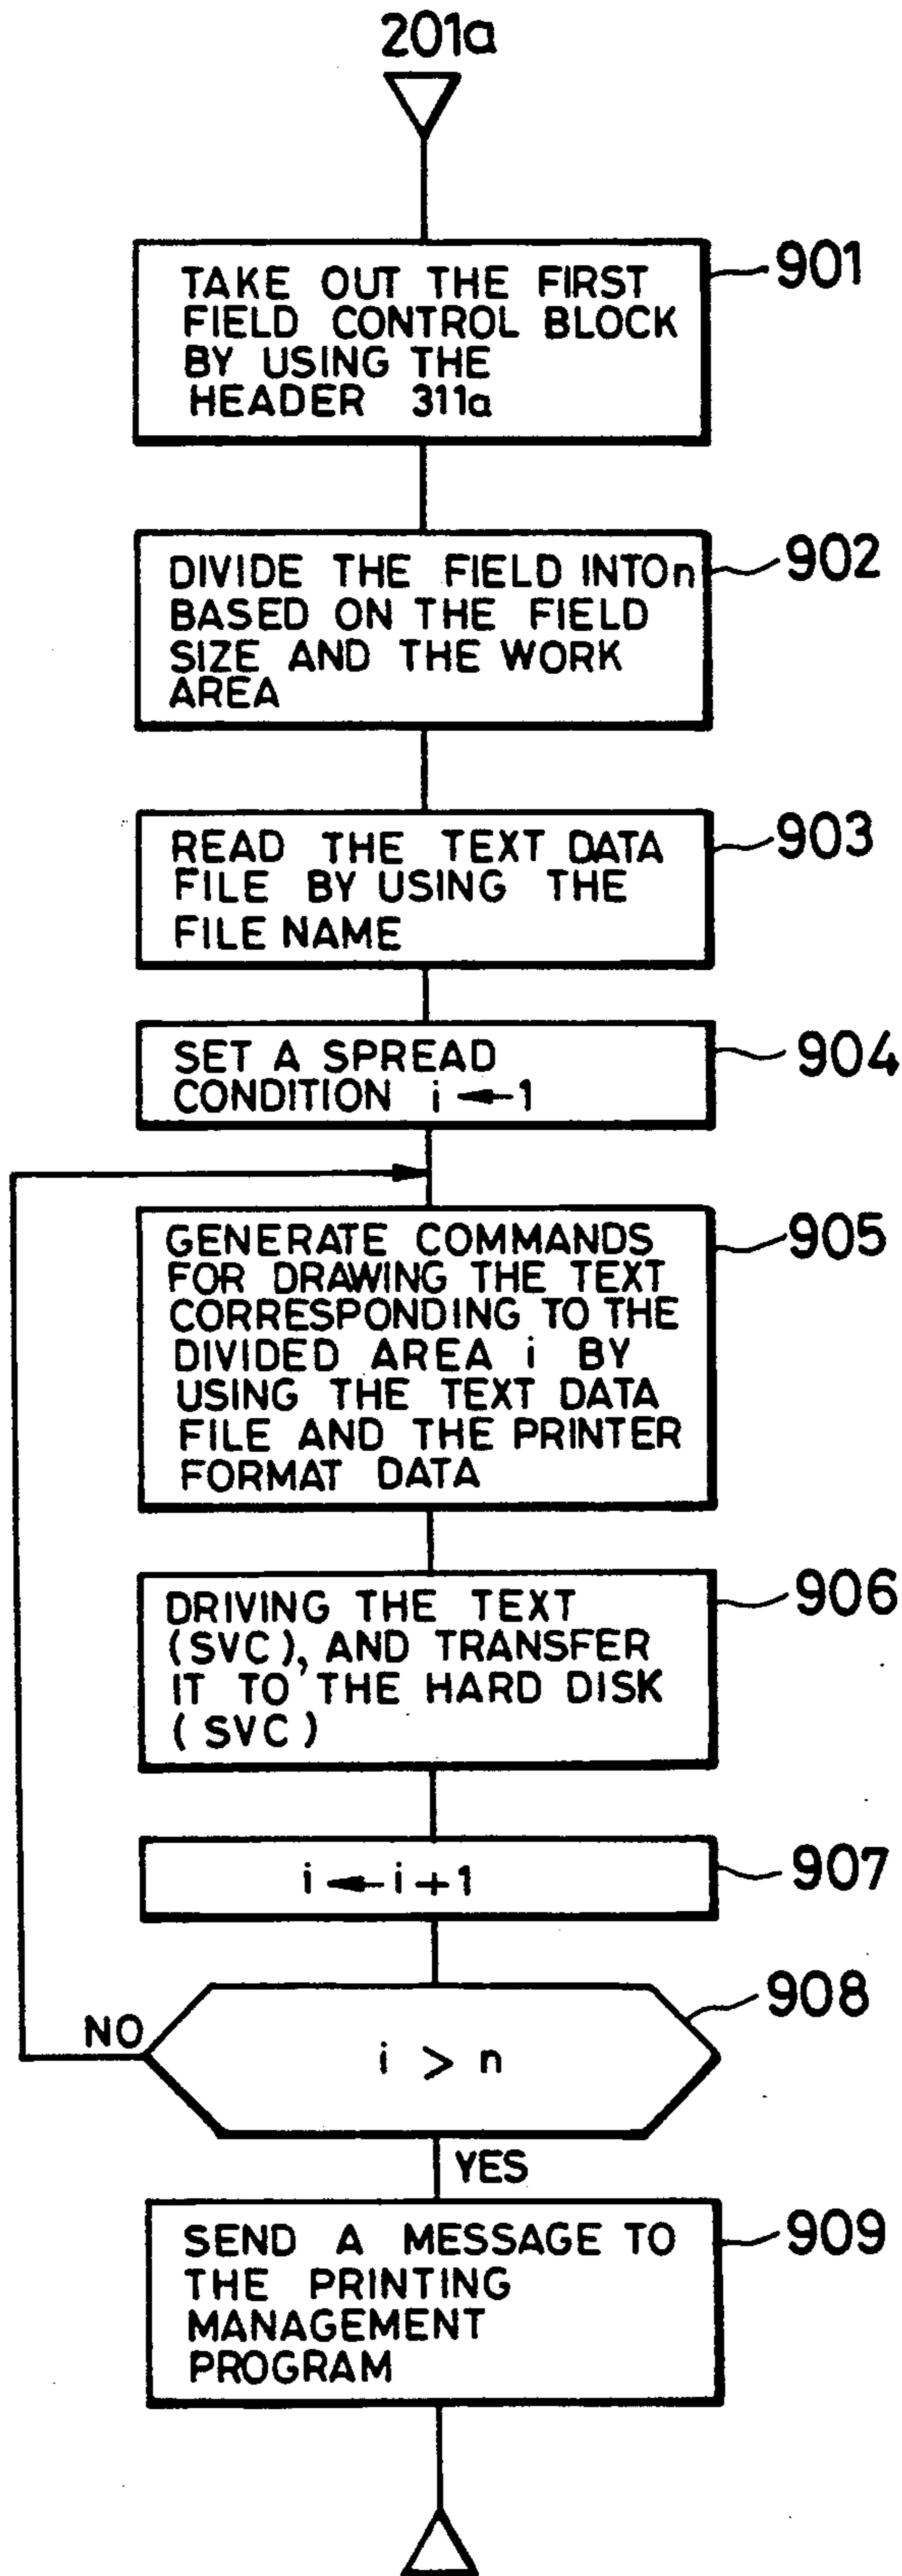 201a
TAKE OUT THE FIRST
FIELD CONTROL BLOCK
BY USING THE
HEADER 311a
901
DIVIDE THE FIELD INTO n
BASED ON THE FIELD
SIZE AND THE WORK
AREA
902
READ THE TEXT DATA
FILE BY USING THE
FILE NAME
903
SET A SPREAD
CONDITION i ← 1
904
GENERATE COMMANDS
FOR DRAWING THE TEXT
CORRESPONDING TO THE
DIVIDED AREA i BY
USING THE TEXT DATA
FILE AND THE PRINTER
FORMAT DATA
905
DRIVING THE TEXT
(SVC), AND TRANSFER
IT TO THE HARD DISK
(SVC)
906
i ← i + 1
907
908
NO
i > n
YES
SEND A MESSAGE TO
THE PRINTING
MANAGEMENT
PROGRAM
909